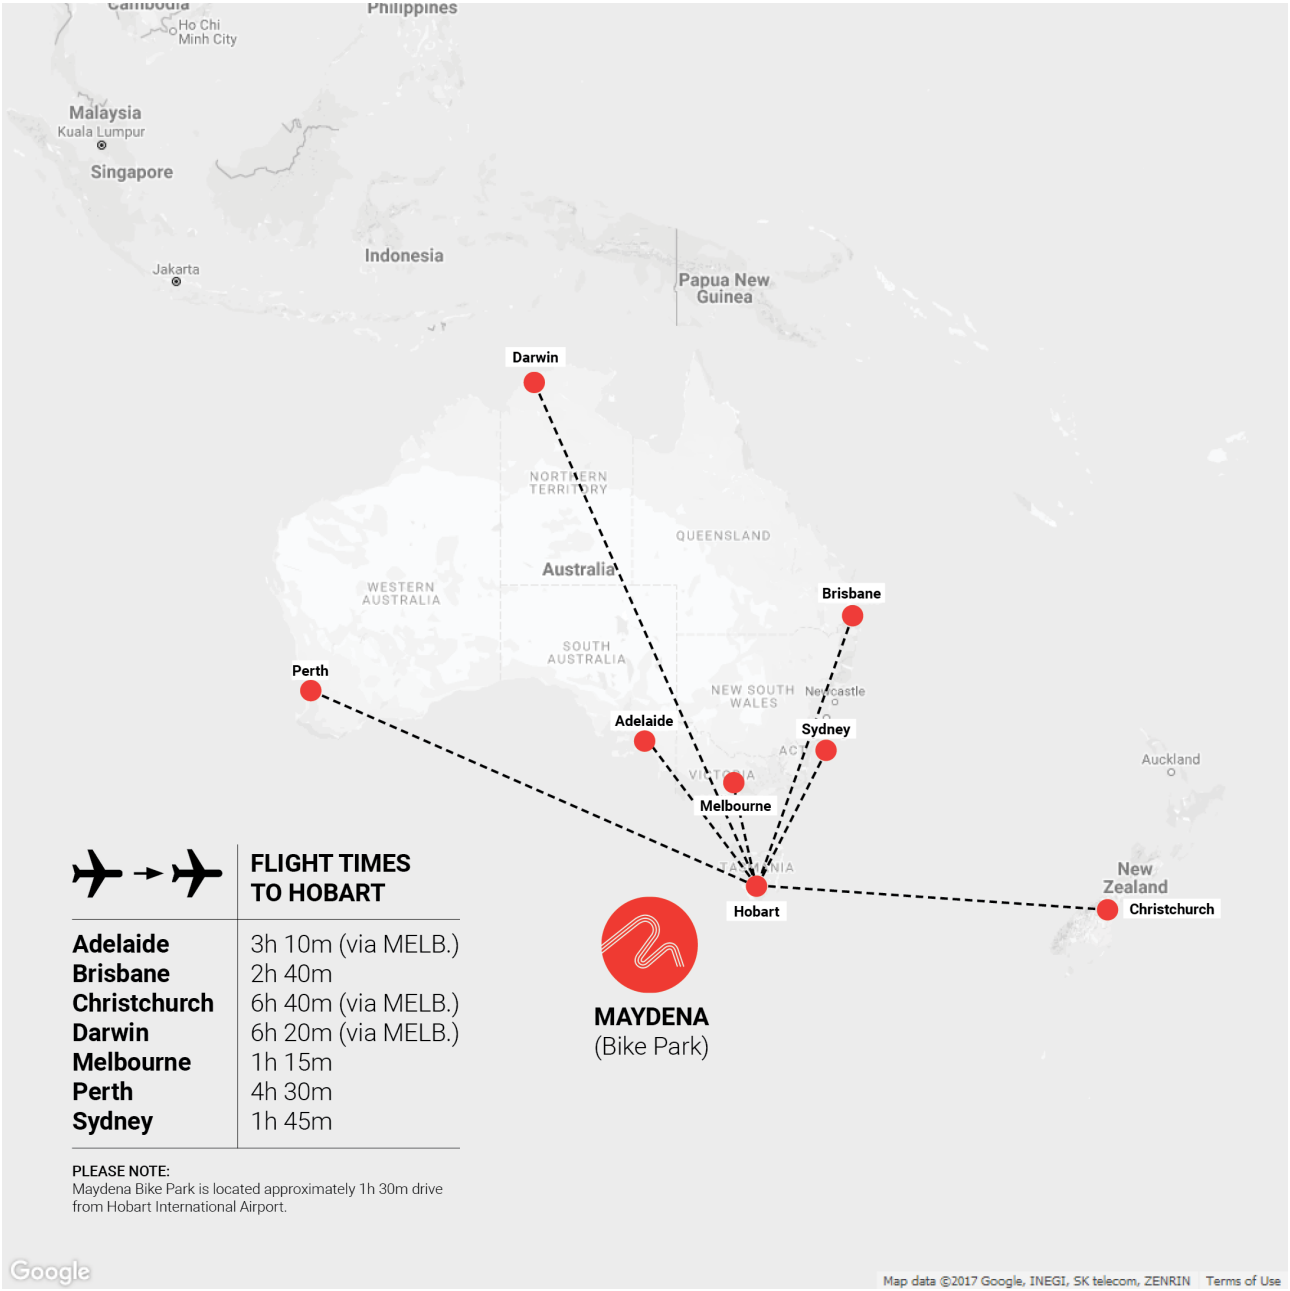 Cambodia
Philippines
Ho Chi
Minh City
Malaysia
Kuala Lumpur
Singapore
Indonesia
Jakarta
Papua New
Guinea
Darwin
NORTHERN
TERRITORY
QUEENSLAND
Australia
WESTERN
AUSTRALIA
Brisbane
SOUTH
AUSTRALIA
Perth
NEW SOUTH
WALES
Newcastle
Adelaide
Sydney
ACT
Auckland
VICTORIA
Melbourne
TASMANIA
New
Zealand
Hobart
Christchurch
FLIGHT TIMES
TO HOBART
Adelaide 3h 10m (via MELB.)
Brisbane 2h 40m
Christchurch 6h 40m (via MELB.)
Darwin 6h 20m (via MELB.)
Melbourne 1h 15m
Perth 4h 30m
Sydney 1h 45m
MAYDENA
(Bike Park)
PLEASE NOTE:
Maydena Bike Park is located approximately 1h 30m drive
from Hobart International Airport.
Google
Map data ©2017 Google, INEGI, SK telecom, ZENRIN Terms of Use